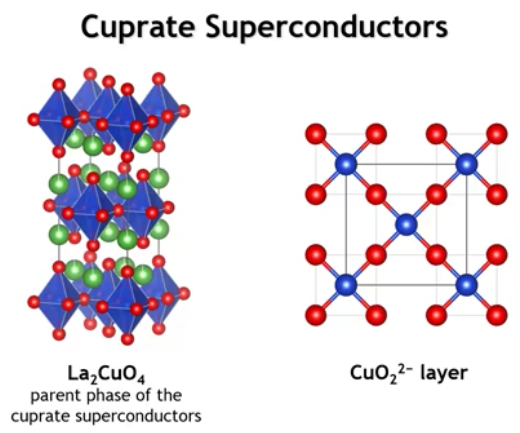 Cuprate Superconductors
La₂CuO₄
parent phase of the
cuprate superconductors
CuO₂²⁻ layer